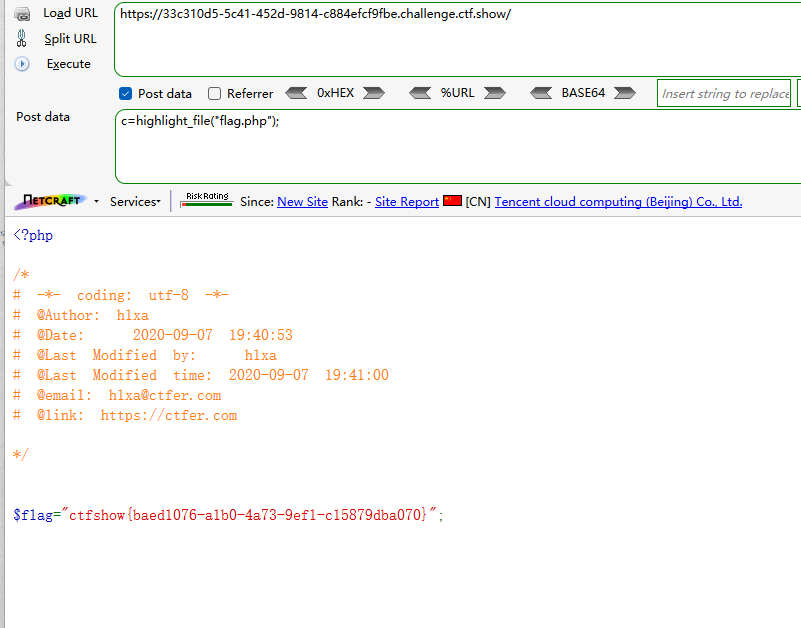 Load URL
https://33c310d5-5c41-452d-9814-c884efcf9fbe.challenge.ctf.show/
Split URL
Execute
Post data Referrer 0xHEX %URL BASE64 Insert string to replace
Post data
c=highlight_file("flag.php");
NETCRAFT Services Risk Rating Since: New Site Rank: - Site Report [CN] Tencent cloud computing (Beijing) Co., Ltd.
<?php
/*
# -*- coding: utf-8 -*-
# @Author: h1xa
# @Date: 2020-09-07 19:40:53
# @Last Modified by: h1xa
# @Last Modified time: 2020-09-07 19:41:00
# @email: h1xa@ctfer.com
# @link: https://ctfer.com
*/
$flag="ctfshow{baed1076-a1b0-4a73-9ef1-c15879dba070}";